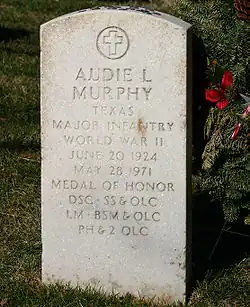 AUDIE L
MURPHY
TEXAS
MAJOR INFANTRY
WORLD WAR II
JUNE 20 1924
MAY 28 1971
MEDAL OF HONOR
DSC · SS & OLC
LM · BSM & OLC
PH & 2 OLC